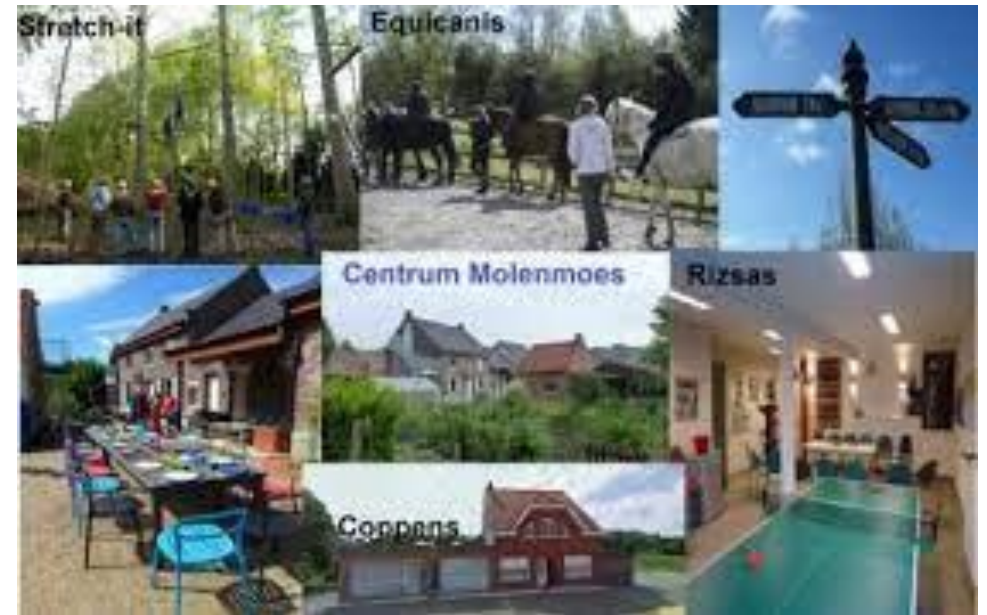 Stretch-it
Equicanis
Centrum Molenmoes
Rizsas
Coppens